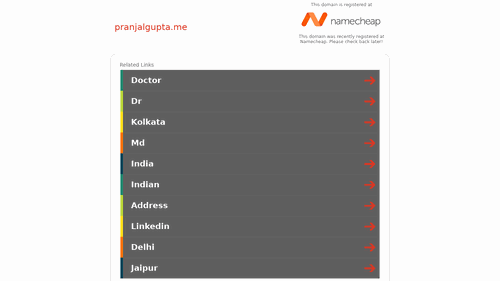 This domain is registered at
namecheap
pranjalgupta.me
This domain was recently registered at
Namecheap. Please check back later!
Related Links
Doctor
Dr
Kolkata
Md
India
Indian
Address
Linkedin
Delhi
Jaipur